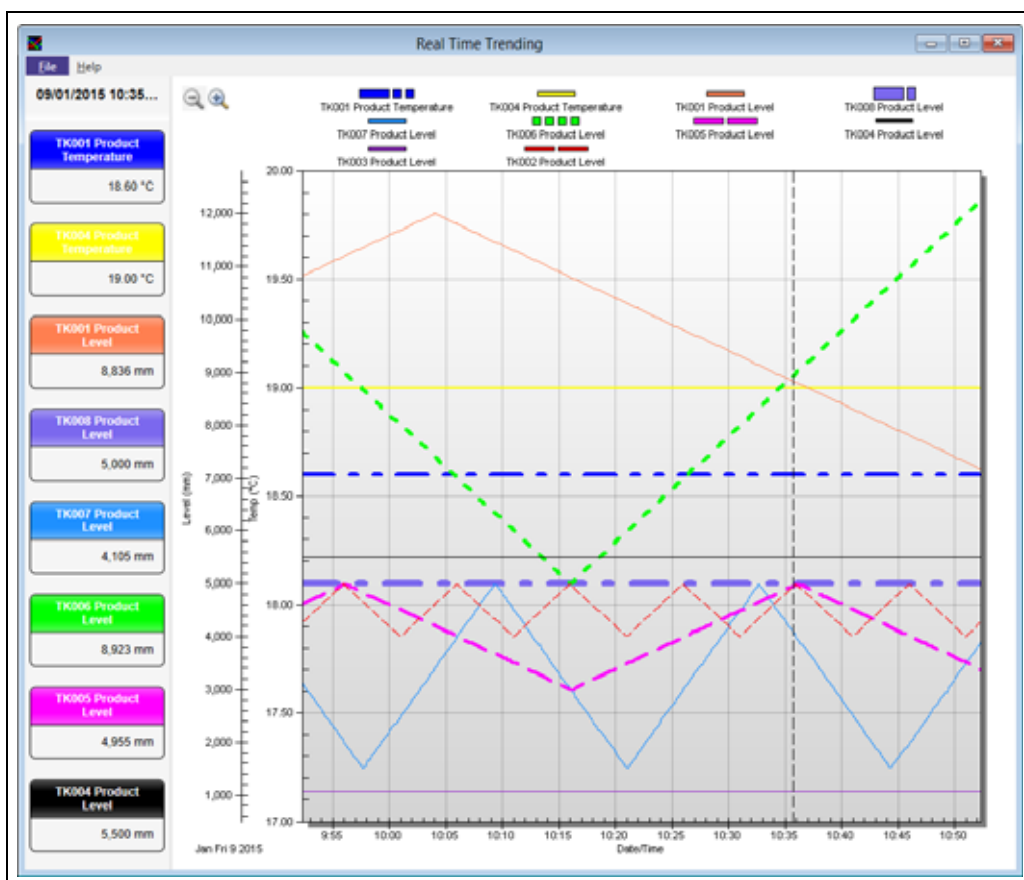 Real Time Trending
File Help
09/01/2015 10:35...
TK001 Product
Temperature
18.60 °C
TK004 Product
Temperature
19.00 °C
TK001 Product
Level
8,836 mm
TK008 Product
Level
5,000 mm
TK007 Product
Level
4,105 mm
TK006 Product
Level
8,923 mm
TK005 Product
Level
4,955 mm
TK004 Product
Level
5,500 mm
TK001 Product Temperature TK004 Product Temperature TK001 Product Level TK008 Product Level
TK007 Product Level TK006 Product Level TK005 Product Level TK004 Product Level
TK003 Product Level TK002 Product Level
Level (mm)
12,000
11,000
10,000
9,000
8,000
7,000
6,000
5,000
4,000
3,000
2,000
1,000
Temp (°C)
20.00
19.50
19.00
18.50
18.00
17.50
17.00
9:55 10:00 10:05 10:10 10:15 10:20 10:25 10:30 10:35 10:40 10:45 10:50
Jan Fri 9 2015
Date/Time